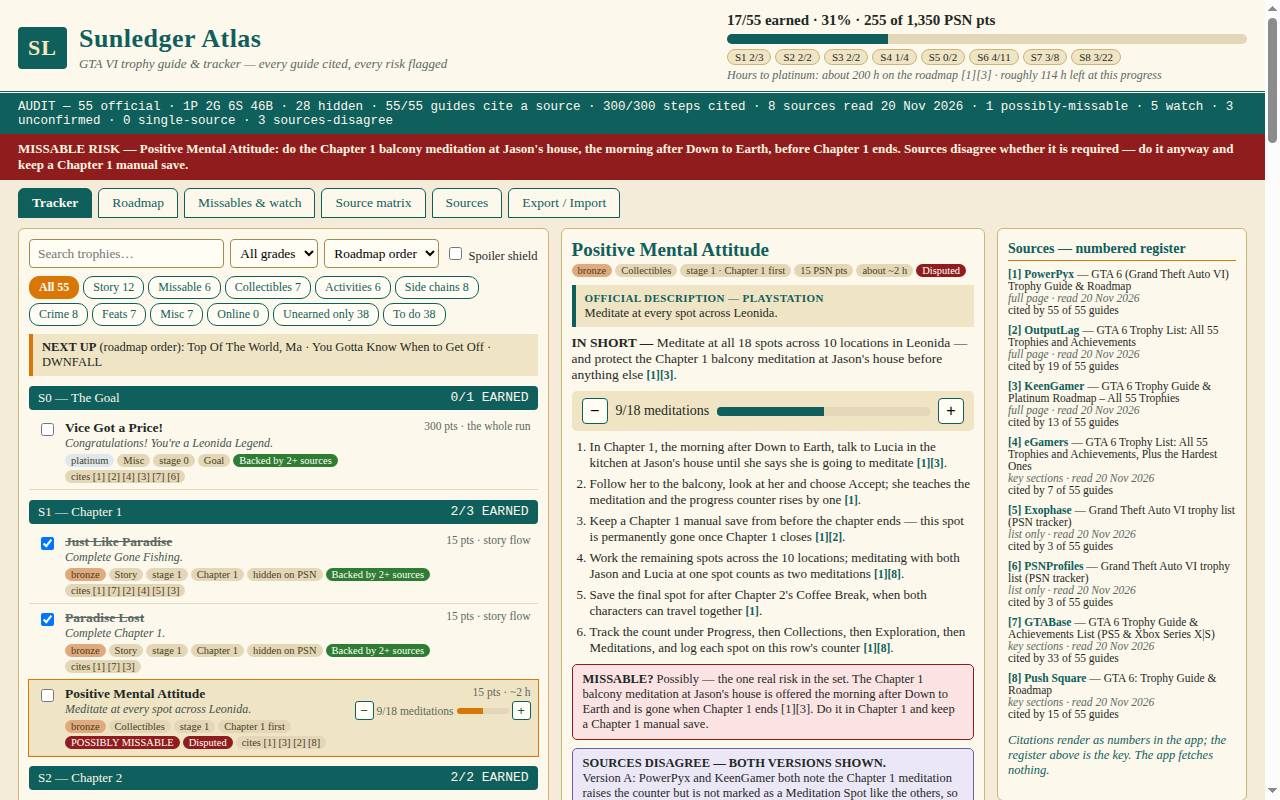 SL
Sunledger Atlas
GTA VI trophy guide & tracker — every guide cited, every risk flagged
17/55 earned · 31% · 255 of 1,350 PSN pts
S1 2/3
S2 2/2
S3 2/2
S4 1/4
S5 0/2
S6 4/11
S7 3/8
S8 3/22
Hours to platinum: about 200 h on the roadmap [1][3] · roughly 114 h left at this progress
AUDIT — 55 official · 1P 2G 6S 46B · 28 hidden · 55/55 guides cite a source · 300/300 steps cited · 8 sources read 20 Nov 2026 · 1 possibly-missable · 5 watch · 3
unconfirmed · 0 single-source · 3 sources-disagree
MISSABLE RISK — Positive Mental Attitude: do the Chapter 1 balcony meditation at Jason's house, the morning after Down to Earth, before Chapter 1 ends. Sources disagree whether it is required — do it anyway and
keep a Chapter 1 manual save.
Tracker
Roadmap
Missables & watch
Source matrix
Sources
Export / Import
Search trophies…
All grades
Roadmap order
Spoiler shield
All 55
Story 12
Missable 6
Collectibles 7
Activities 6
Side chains 8
Crime 8
Feats 7
Misc 7
Online 0
Unearned only 38
To do 38
NEXT UP (roadmap order): Top Of The World, Ma · You Gotta Know When to Get Off ·
DWNFALL
S0 — The Goal
0/1 EARNED
Vice Got a Price!
300 pts · the whole run
Congratulations! You're a Leonida Legend.
platinum
Misc
stage 0
Goal
Backed by 2+ sources
cites [1] [2] [4] [3] [7] [6]
S1 — Chapter 1
2/3 EARNED
Just Like Paradise
15 pts · story flow
Complete Gone Fishing.
bronze
Story
stage 1
Chapter 1
hidden on PSN
Backed by 2+ sources
cites [1] [7] [2] [4] [5] [3]
Paradise Lost
15 pts · story flow
Complete Chapter 1.
bronze
Story
stage 1
Chapter 1
hidden on PSN
Backed by 2+ sources
cites [1] [7] [3]
Positive Mental Attitude
15 pts · ~2 h
Meditate at every spot across Leonida.
−
9/18 meditations
+
bronze
Collectibles
stage 1
Chapter 1 first
POSSIBLY MISSABLE
Disputed
cites [1] [3] [2] [8]
S2 — Chapter 2
2/2 EARNED
Positive Mental Attitude
bronze
Collectibles
stage 1 · Chapter 1 first
15 PSN pts
about ~2 h
Disputed
OFFICIAL DESCRIPTION — PLAYSTATION
Meditate at every spot across Leonida.
IN SHORT — Meditate at all 18 spots across 10 locations in Leonida —
and protect the Chapter 1 balcony meditation at Jason's house before
anything else [1][3].
−
9/18 meditations
+
1. In Chapter 1, the morning after Down to Earth, talk to Lucia in the
kitchen at Jason's house until she says she is going to meditate [1][3].
2. Follow her to the balcony, look at her and choose Accept; she teaches the
meditation and the progress counter rises by one [1].
3. Keep a Chapter 1 manual save from before the chapter ends — this spot
is permanently gone once Chapter 1 closes [1][2].
4. Work the remaining spots across the 10 locations; meditating with both
Jason and Lucia at one spot counts as two meditations [1][8].
5. Save the final spot for after Chapter 2's Coffee Break, when both
characters can travel together [1].
6. Track the count under Progress, then Collections, then Exploration, then
Meditations, and log each spot on this row's counter [1][8].
MISSABLE? Possibly — the one real risk in the set. The Chapter 1
balcony meditation at Jason's house is offered the morning after Down to
Earth and is gone when Chapter 1 ends [1][3]. Do it in Chapter 1 and keep
a Chapter 1 manual save.
SOURCES DISAGREE — BOTH VERSIONS SHOWN.
Version A: PowerPyx and KeenGamer both note the Chapter 1 meditation
raises the counter but is not marked as a Meditation Spot like the others, so
Sources — numbered register
[1] PowerPyx — GTA 6 (Grand Theft Auto VI)
Trophy Guide & Roadmap
full page · read 20 Nov 2026
cited by 55 of 55 guides
[2] OutputLag — GTA 6 Trophy List: All 55
Trophies and Achievements
full page · read 20 Nov 2026
cited by 19 of 55 guides
[3] KeenGamer — GTA 6 Trophy Guide &
Platinum Roadmap – All 55 Trophies
full page · read 20 Nov 2026
cited by 13 of 55 guides
[4] eGamers — GTA 6 Trophy List: All 55
Trophies and Achievements, Plus the Hardest
Ones
key sections · read 20 Nov 2026
cited by 7 of 55 guides
[5] Exophase — Grand Theft Auto VI trophy list
(PSN tracker)
list only · read 20 Nov 2026
cited by 3 of 55 guides
[6] PSNProfiles — Grand Theft Auto VI trophy
list (PSN tracker)
list only · read 20 Nov 2026
cited by 3 of 55 guides
[7] GTABase — GTA 6 Trophy Guide &
Achievements List (PS5 & Xbox Series X|S)
key sections · read 20 Nov 2026
cited by 33 of 55 guides
[8] Push Square — GTA 6: Trophy Guide &
Roadmap
key sections · read 20 Nov 2026
cited by 15 of 55 guides
Citations render as numbers in the app; the
register above is the key. The app fetches
nothing.